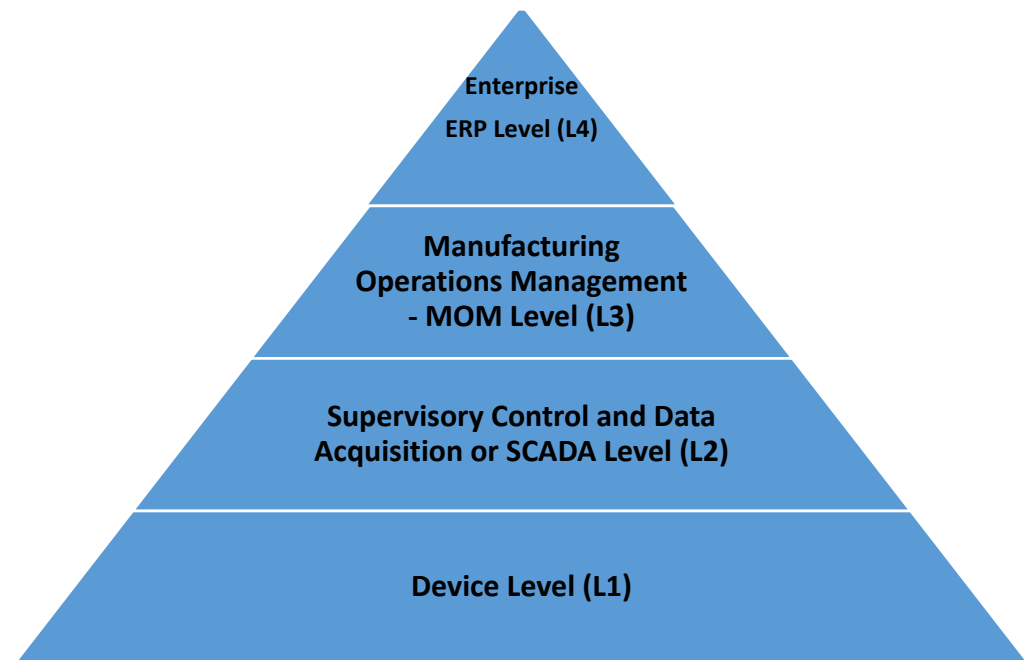 Enterprise
ERP Level (L4)
Manufacturing
Operations Management
- MOM Level (L3)
Supervisory Control and Data
Acquisition or SCADA Level (L2)
Device Level (L1)